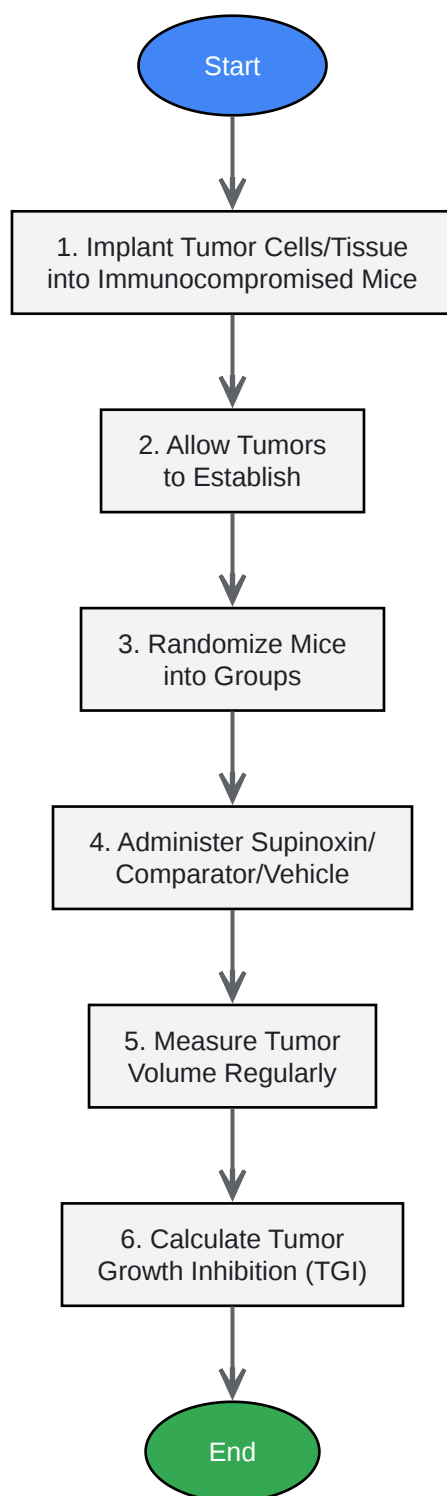 Start
1. Implant Tumor Cells/Tissue
into Immunocompromised Mice
2. Allow Tumors
to Establish
3. Randomize Mice
into Groups
4. Administer Supinoxin/
Comparator/Vehicle
5. Measure Tumor
Volume Regularly
6. Calculate Tumor
Growth Inhibition (TGI)
End